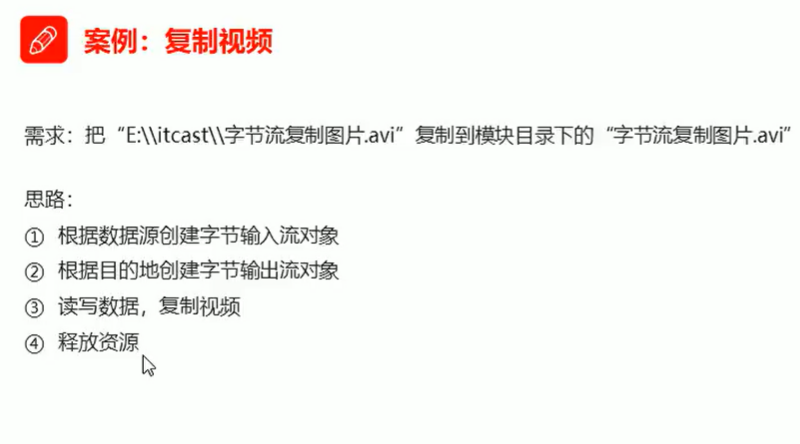 案例：复制视频
需求：把“E:\\itcast\\字节流复制图片.avi”复制到模块目录下的“字节流复制图片.avi”
思路：
① 根据数据源创建字节输入流对象
② 根据目的地创建字节输出流对象
③ 读写数据，复制视频
④ 释放资源